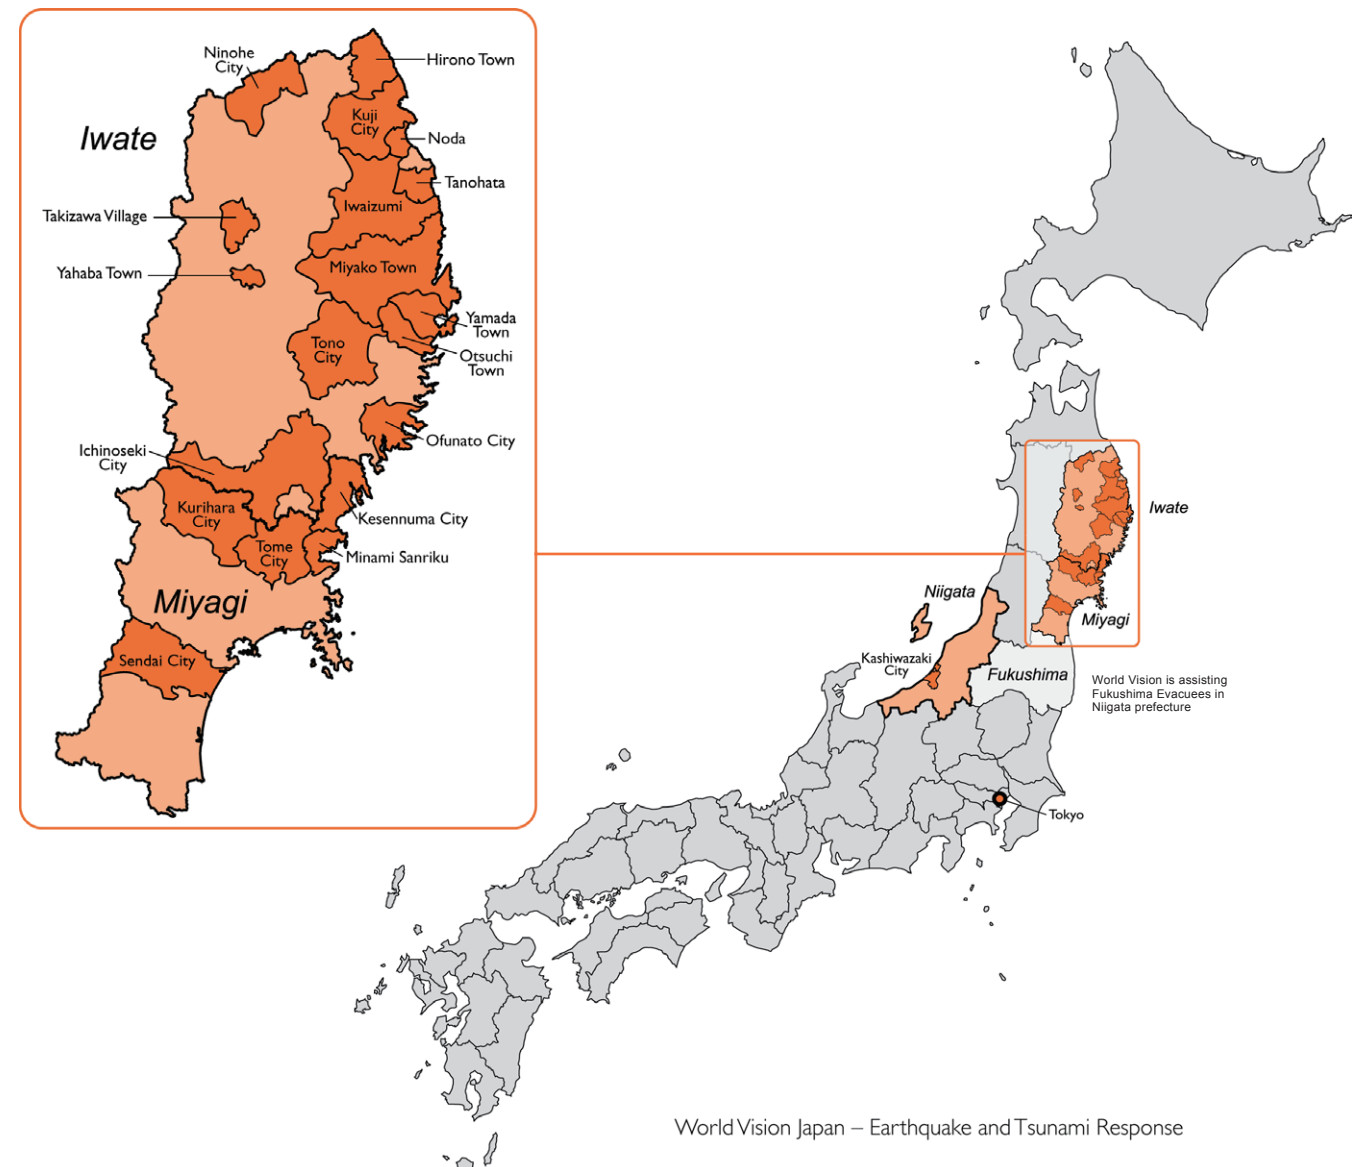 Ninohe
City
Hirono Town
Kuji
City
Iwate
Noda
Tanohata
Iwaizumi
Takizawa Village
Miyako Town
Yahaba Town
Yamada
Town
Tono
City
Otsuchi
Town
Ofunato City
Ichinoseki
City
Kurihara
City
Kesennuma City
Tome
City
Minami Sanriku
Miyagi
Sendai City
Iwate
Niigata
Miyagi
Kashiwazaki
City
Fukushima
World Vision is assisting
Fukushima Evacuees in
Niigata prefecture
Tokyo
World Vision Japan – Earthquake and Tsunami Response